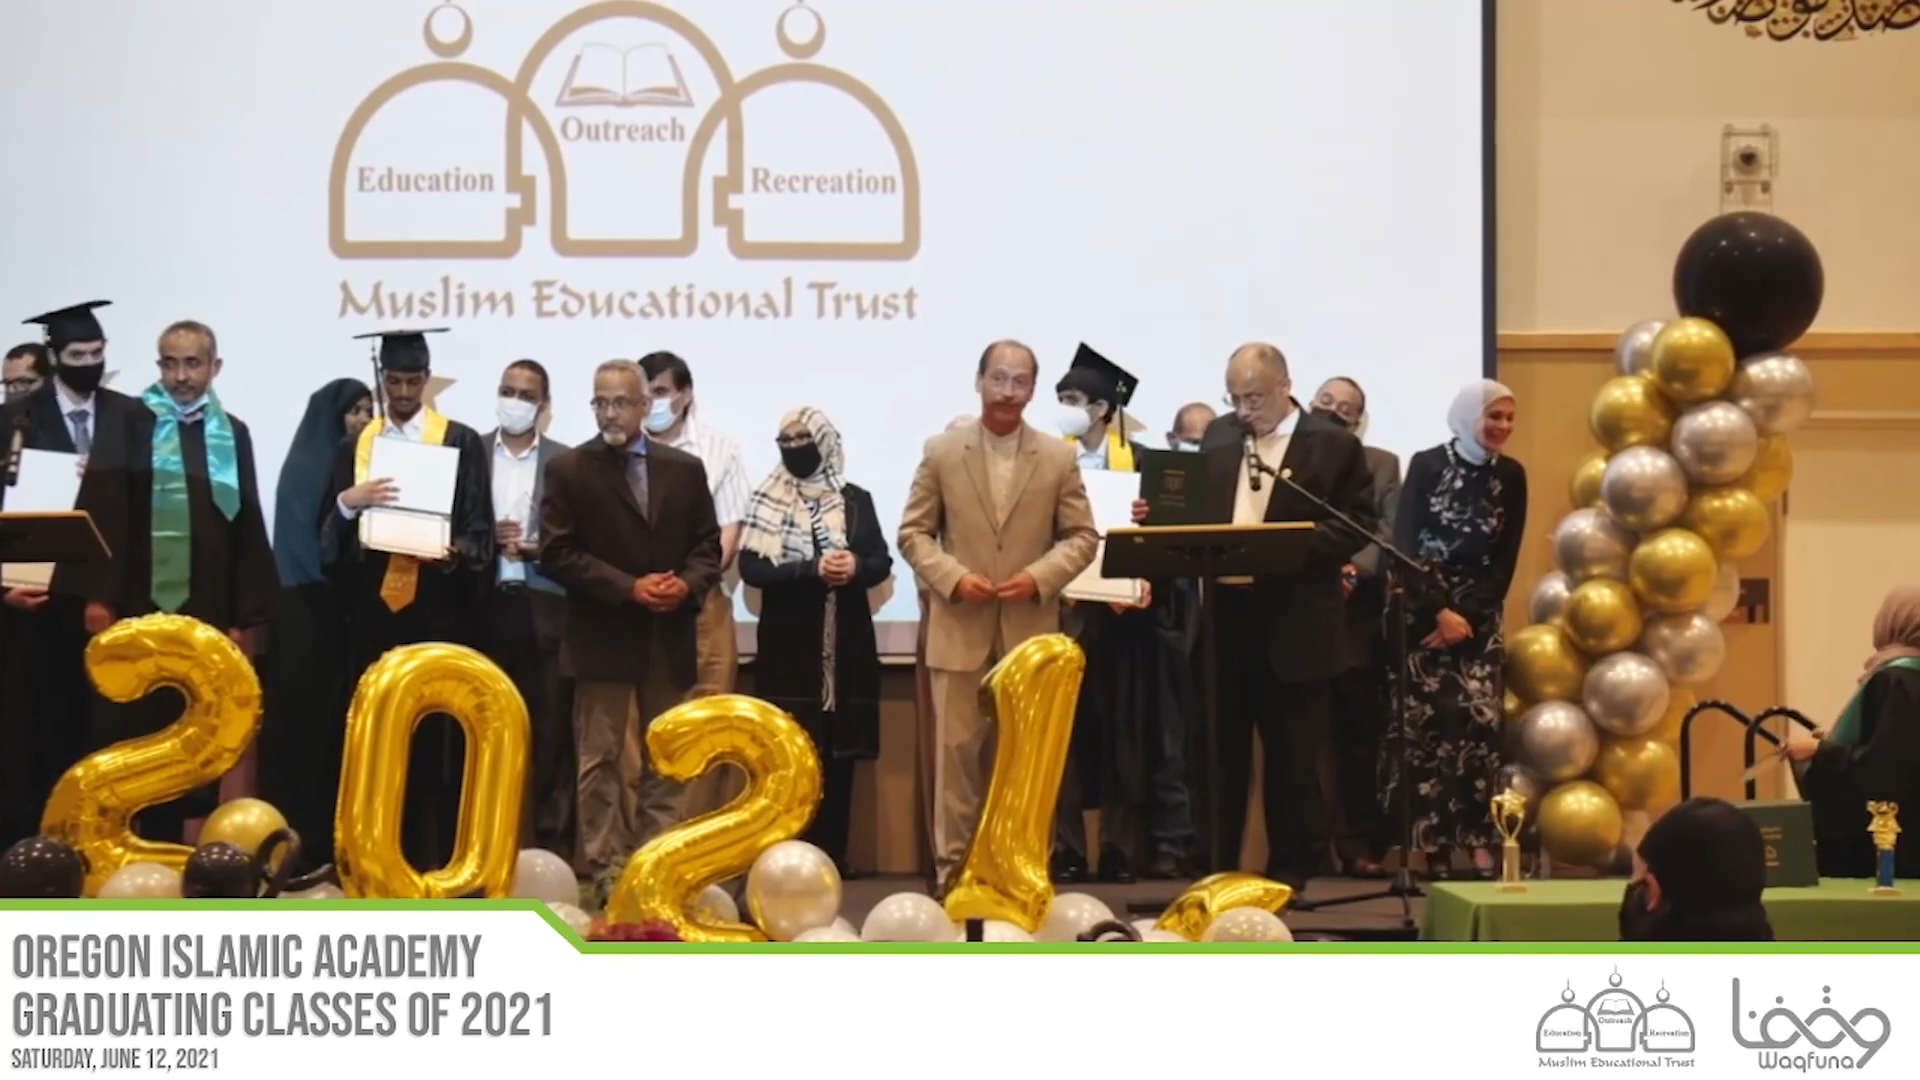 Outreach
Education
Recreation
Muslim Educational Trust
OREGON ISLAMIC ACADEMY
GRADUATING CLASSES OF 2021
SATURDAY, JUNE 12, 2021
2021
Education
Outreach
Recreation
Muslim Educational Trust
وقفنا
Waqfuna